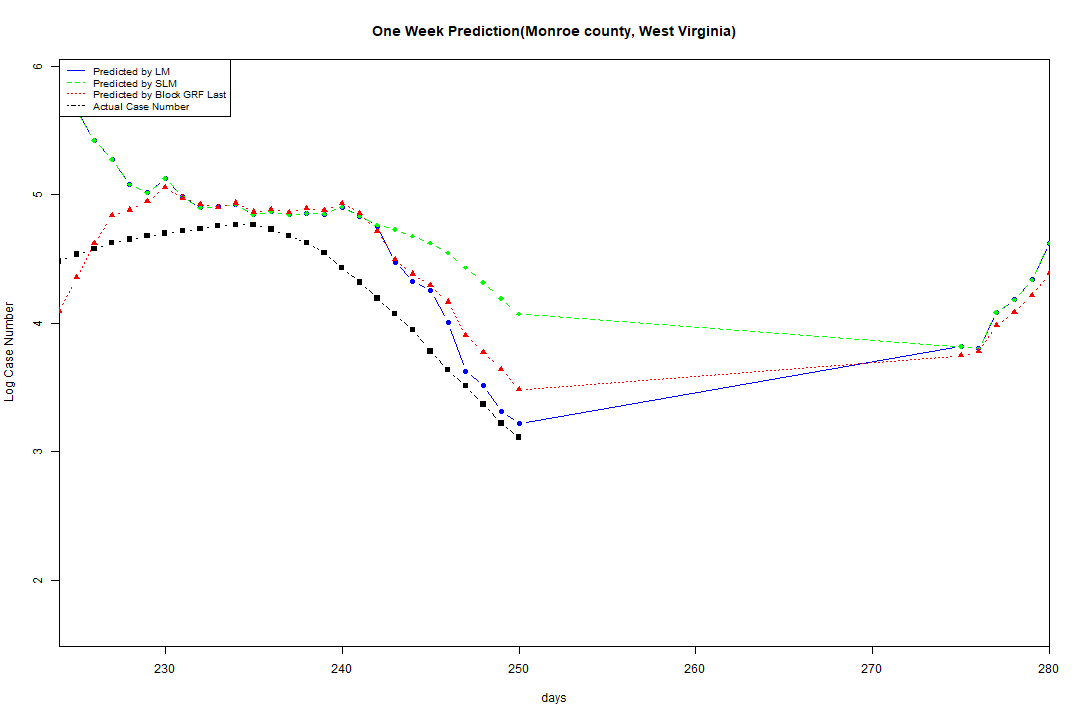 One Week Prediction(Monroe county, West Virginia)
Predicted by LM
Predicted by SLM
Predicted by Block GRF Last
Actual Case Number
6
5
4
3
2
Log Case Number
230
240
250
260
270
280
days